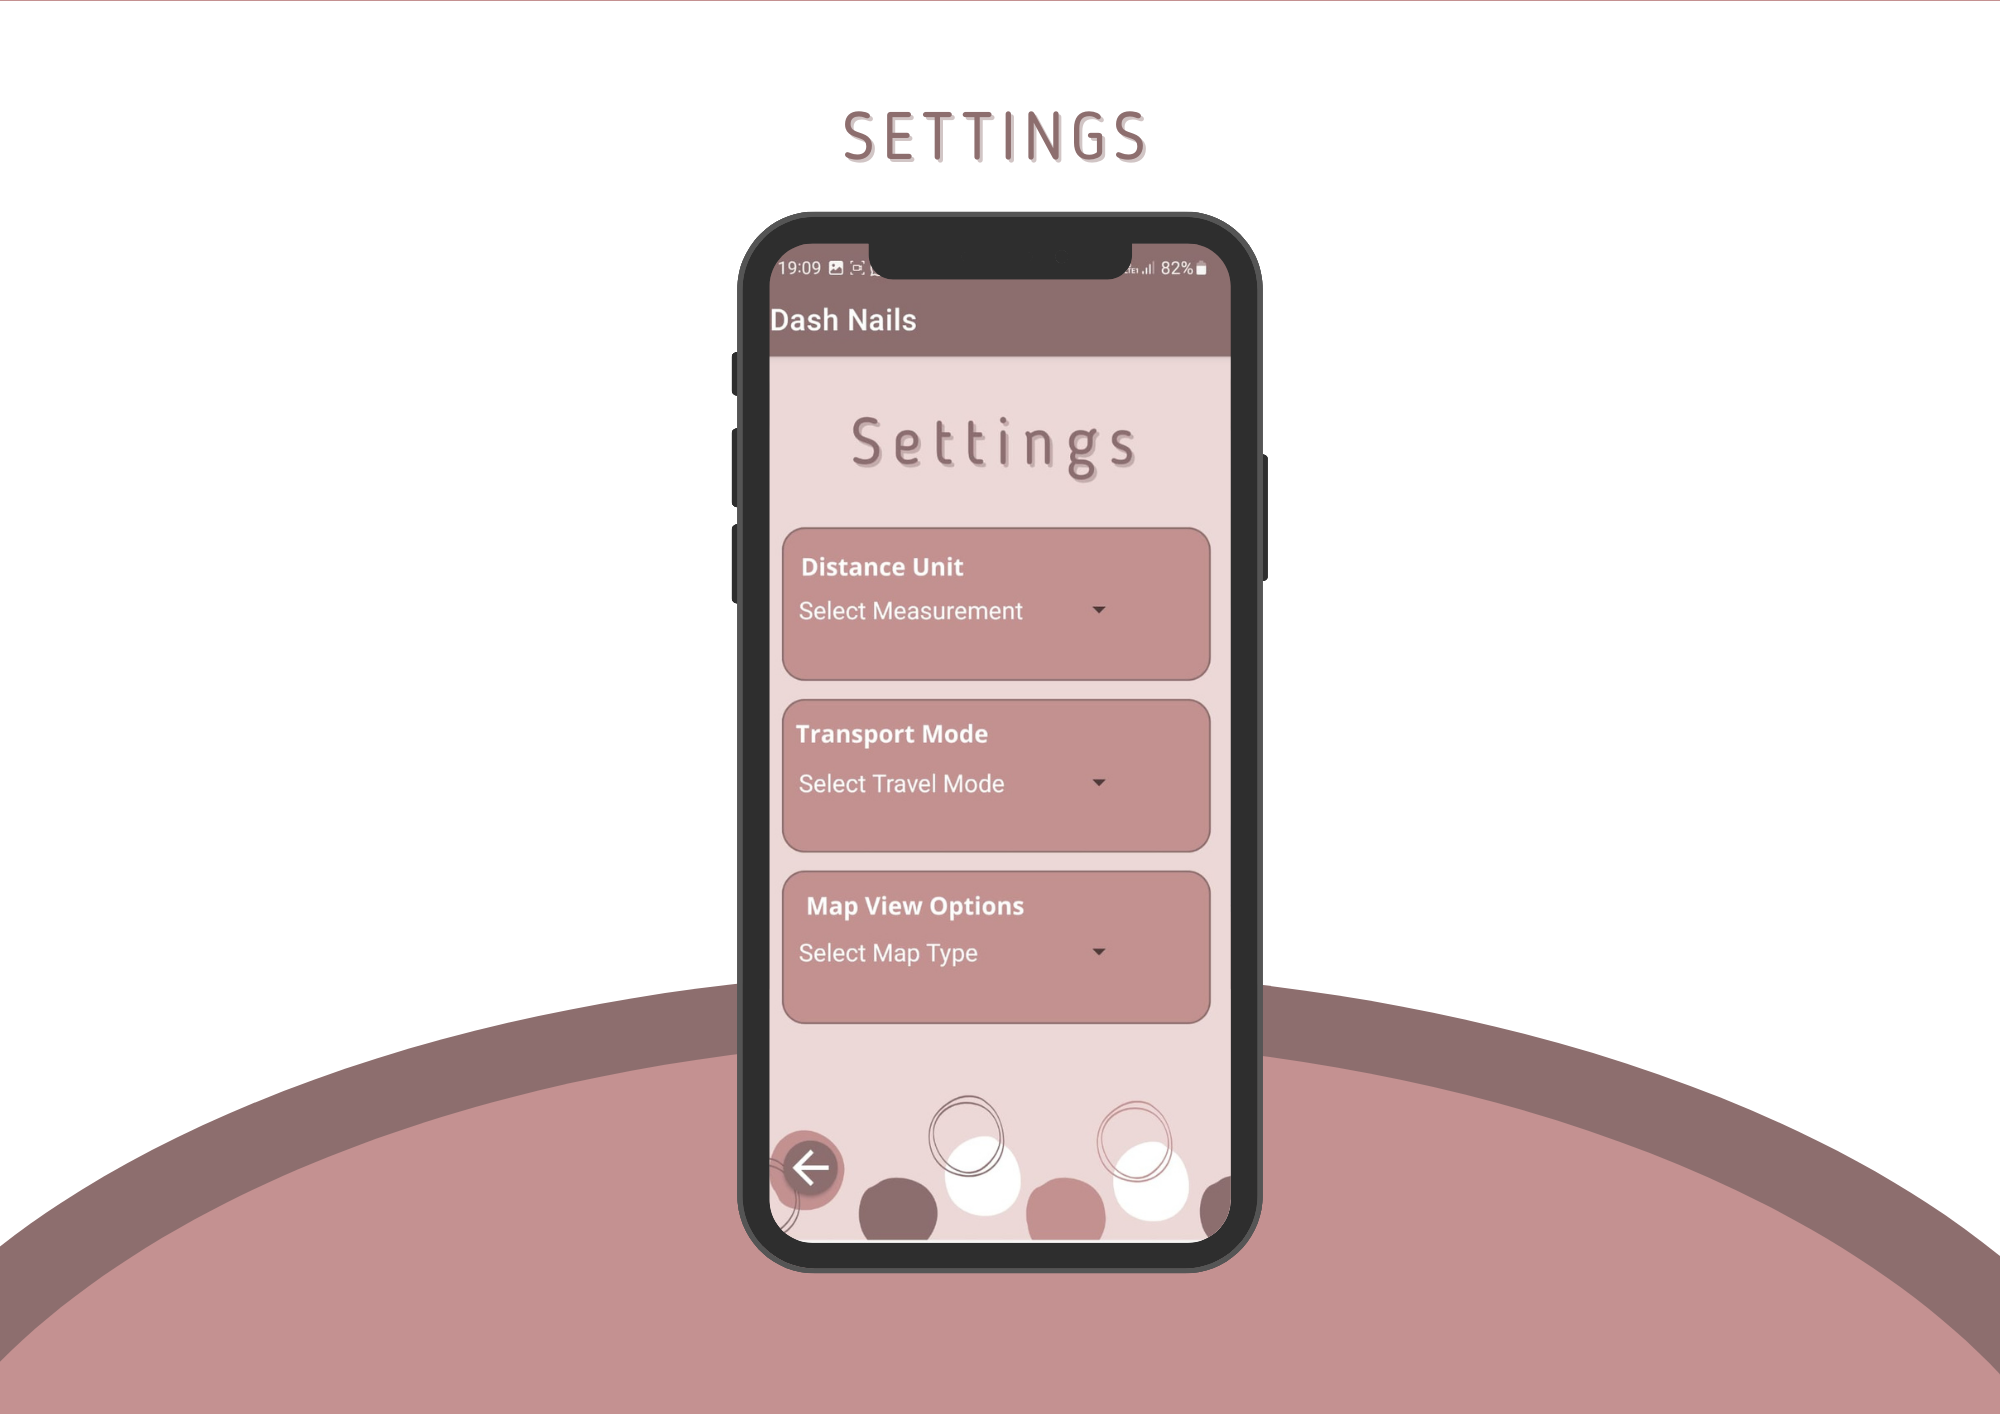 SETTINGS
19:09 82%
Dash Nails
Settings
Distance Unit
Select Measurement
Transport Mode
Select Travel Mode
Map View Options
Select Map Type